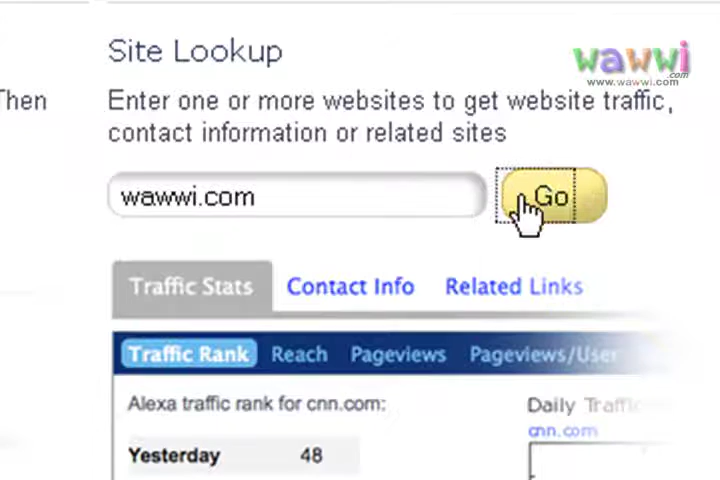 Site Lookup
wawwi
.com
www.wawwi.com
Then
Enter one or more websites to get website traffic,
contact information or related sites
wawwi.com
Go
Traffic Stats
Contact Info
Related Links
Traffic Rank
Reach
Pageviews
Pageviews/User
Alexa traffic rank for cnn.com:
Daily Traffic
cnn.com
Yesterday
48